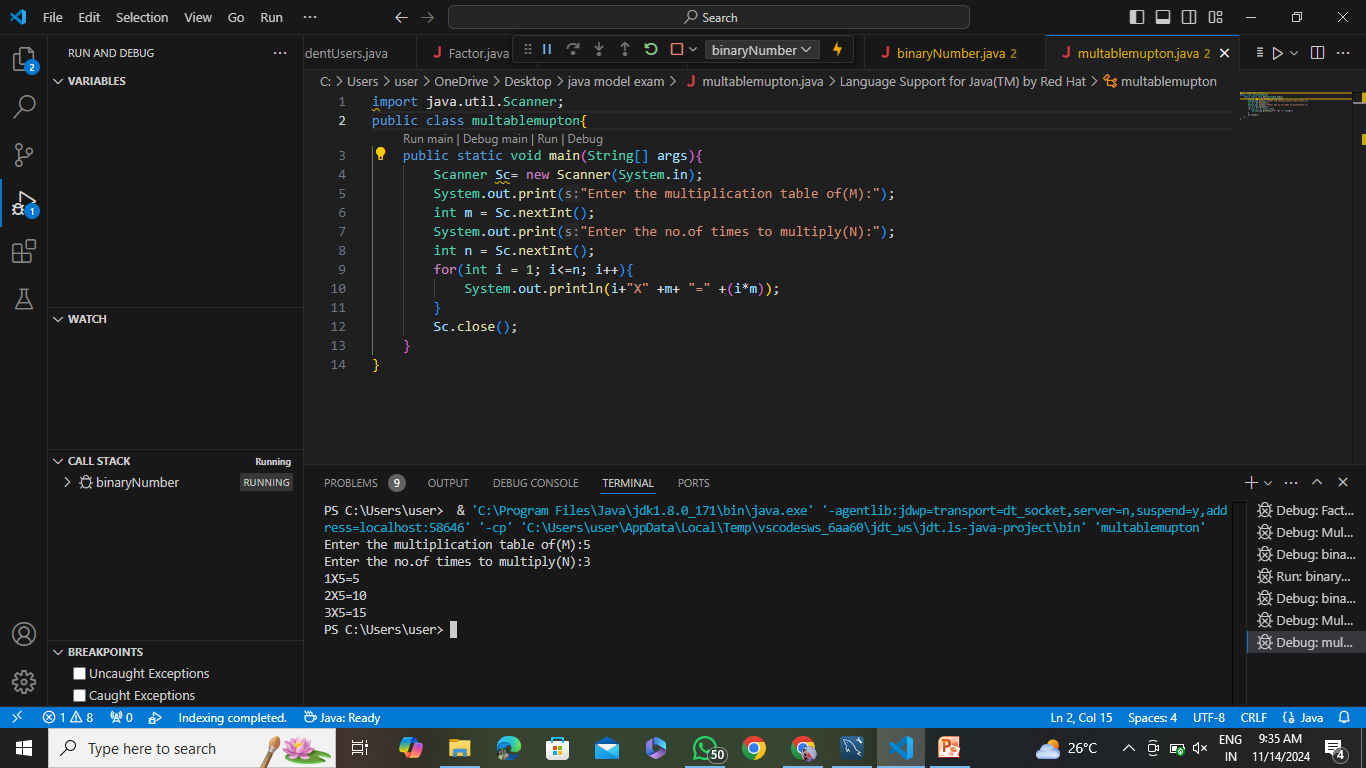 File Edit Selection View Go Run ··· Search
RUN AND DEBUG ···
VARIABLES
WATCH
CALL STACK Running
binaryNumber RUNNING
BREAKPOINTS
Uncaught Exceptions
Caught Exceptions
2
1
dentUsers.java Factor.java binaryNumber binaryNumber.java 2 multablemupton.java 2
C: > Users > user > OneDrive > Desktop > java model exam > multablemupton.java > Language Support for Java(TM) by Red Hat > multablemupton
1 import java.util.Scanner;
2 public class multablemupton{
Run main | Debug main | Run | Debug
3 public static void main(String[] args){
4 Scanner Sc= new Scanner(System.in);
5 System.out.print(s:"Enter the multiplication table of(M):");
6 int m = Sc.nextInt();
7 System.out.print(s:"Enter the no.of times to multiply(N):");
8 int n = Sc.nextInt();
9 for(int i = 1; i<=n; i++){
10 System.out.println(i+"X" +m+ "=" +(i*m));
11 }
12 Sc.close();
13 }
14 }
PROBLEMS 9 OUTPUT DEBUG CONSOLE TERMINAL PORTS
PS C:\Users\user>  & 'C:\Program Files\Java\jdk1.8.0_171\bin\java.exe' '-agentlib:jdwp=transport=dt_socket,server=n,suspend=y,add
ress=localhost:58646' '-cp' 'C:\Users\user\AppData\Local\Temp\vscodesws_6aa60\jdt_ws\jdt.ls-java-project\bin' 'multablemupton'
Enter the multiplication table of(M):5
Enter the no.of times to multiply(N):3
1X5=5
2X5=10
3X5=15
PS C:\Users\user>
Debug: Fact...
Debug: Mul...
Debug: bina...
Run: binary...
Debug: bina...
Debug: Mul...
Debug: mul...
1 8 0 Indexing completed. Java: Ready Ln 2, Col 15 Spaces: 4 UTF-8 CRLF {} Java
Type here to search 50 26°C ENG 9:35 AM
IN 11/14/2024 4